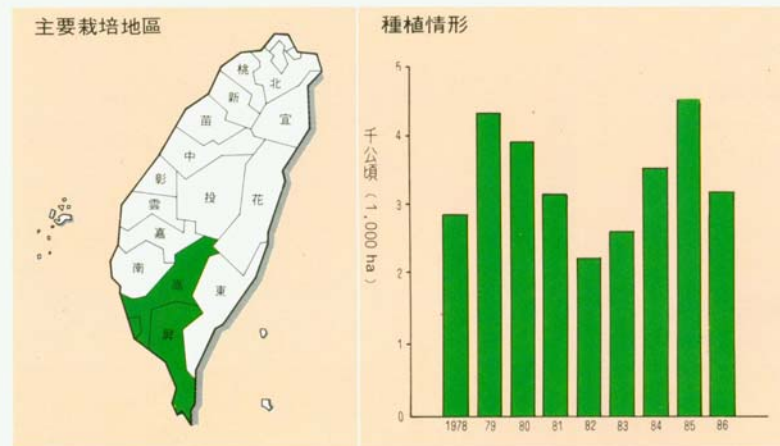 主要栽培地區
桃
北
新
宜
苗
中
彰
投
花
雲
嘉
南
高
東
屏
種植情形
千公頃（1,000 ha）
5
4
3
2
1
0
1978 79 80 81 82 83 84 85 86